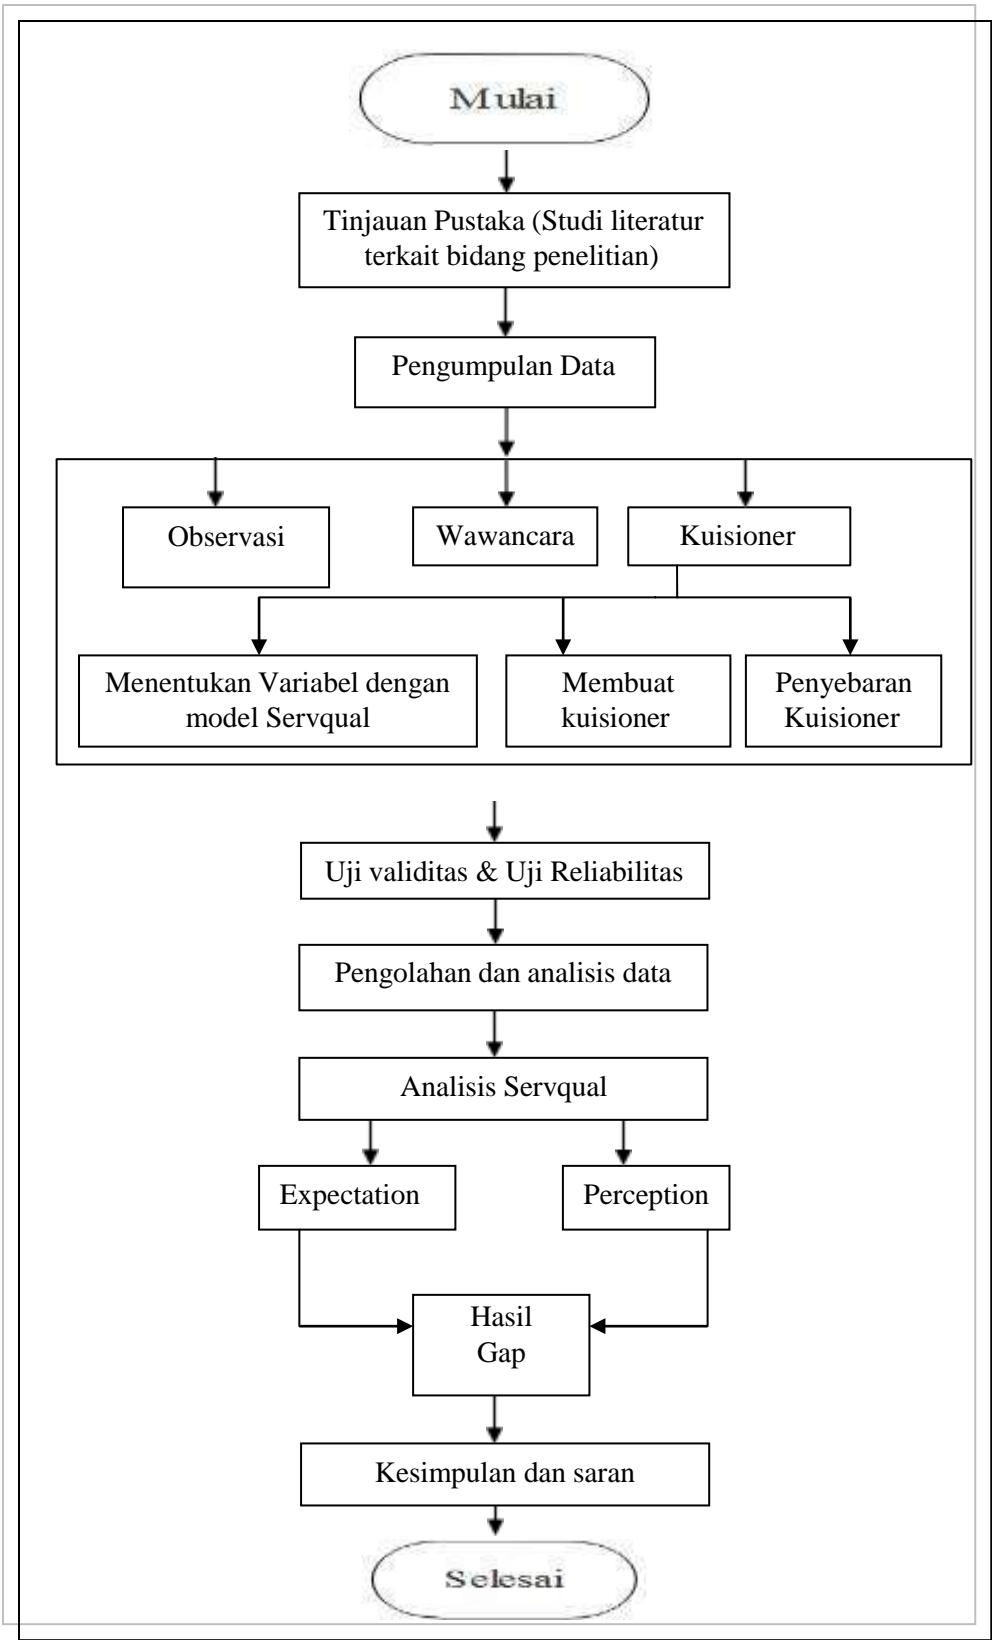 Mulai
Tinjauan Pustaka (Studi literatur
terkait bidang penelitian)
Pengumpulan Data
Observasi
Wawancara
Kuisioner
Menentukan Variabel dengan
model Servqual
Membuat
kuisioner
Penyebaran
Kuisioner
Uji validitas & Uji Reliabilitas
Pengolahan dan analisis data
Analisis Servqual
Expectation
Perception
Hasil
Gap
Kesimpulan dan saran
Selesai